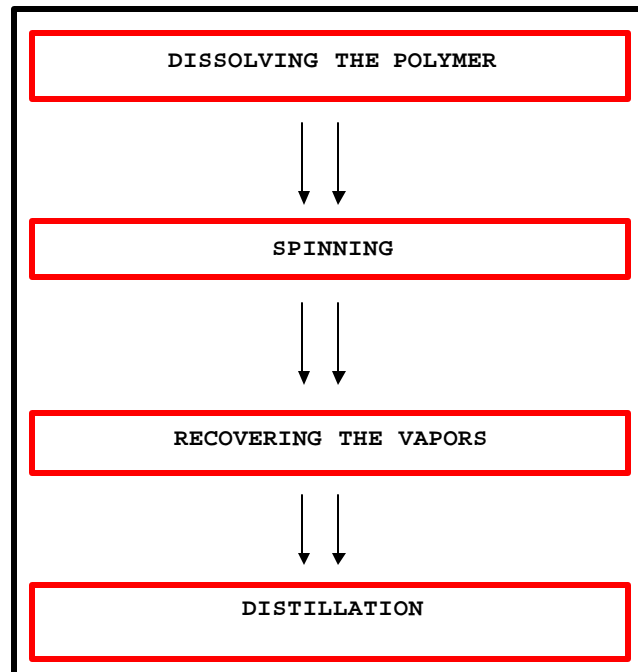 DISSOLVING THE POLYMER
SPINNING
RECOVERING THE VAPORS
DISTILLATION